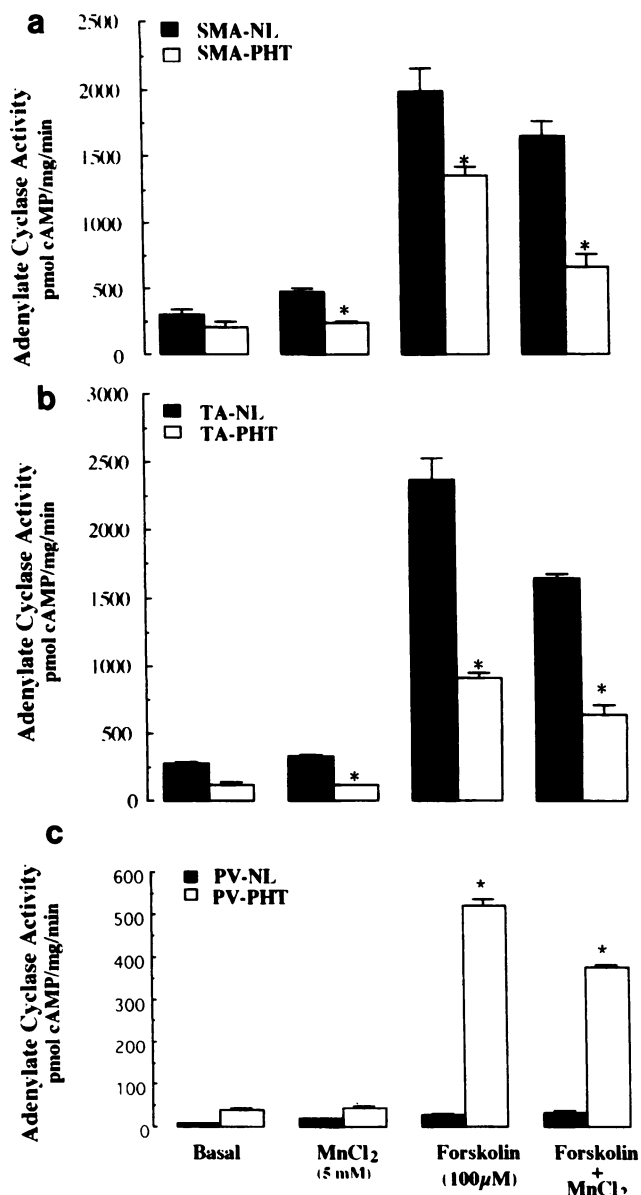 a
SMA-NL
SMA-PHT
Adenylate Cyclase Activity
pmol cAMP/mg/min
2500
2000
1500
1000
500
0
*
*
*
b
TA-NL
TA-PHT
Adenylate Cyclase Activity
pmol cAMP/mg/min
3000
2500
2000
1500
1000
500
0
*
*
*
c
PV-NL
PV-PHT
Adenylate Cyclase Activity
pmol cAMP/mg/min
600
500
400
300
200
100
0
*
*
Basal
MnCl2
(5 mM)
Forskolin
(100µM)
Forskolin
+
MnCl2